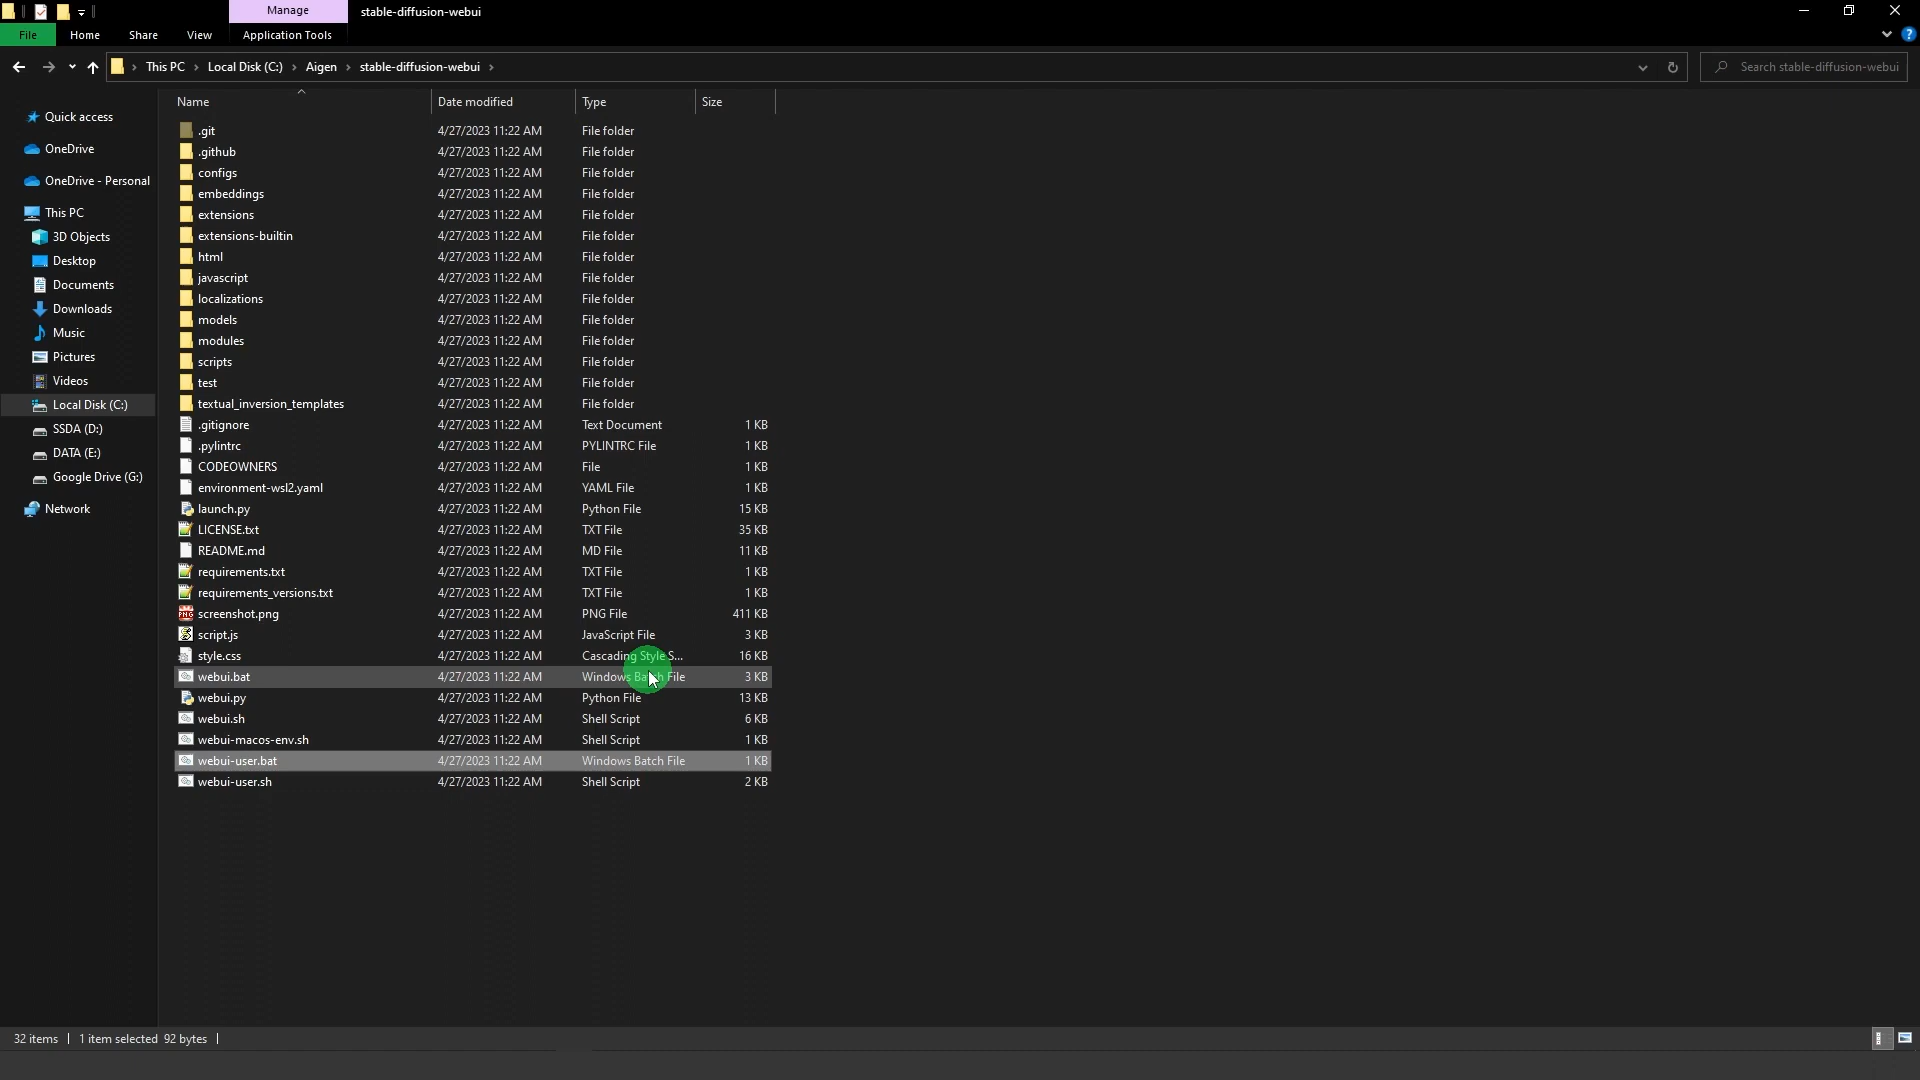 Manage stable-diffusion-webui
File Home Share View Application Tools
This PC Local Disk (C:) Aigen stable-diffusion-webui Search stable-diffusion-webui
Name Date modified Type Size
Quick access
OneDrive
OneDrive - Personal
This PC
3D Objects
Desktop
Documents
Downloads
Music
Pictures
Videos
Local Disk (C:)
SSDA (D:)
DATA (E:)
Google Drive (G:)
Network
.git 4/27/2023 11:22 AM File folder
.github 4/27/2023 11:22 AM File folder
configs 4/27/2023 11:22 AM File folder
embeddings 4/27/2023 11:22 AM File folder
extensions 4/27/2023 11:22 AM File folder
extensions-builtin 4/27/2023 11:22 AM File folder
html 4/27/2023 11:22 AM File folder
javascript 4/27/2023 11:22 AM File folder
localizations 4/27/2023 11:22 AM File folder
models 4/27/2023 11:22 AM File folder
modules 4/27/2023 11:22 AM File folder
scripts 4/27/2023 11:22 AM File folder
test 4/27/2023 11:22 AM File folder
textual_inversion_templates 4/27/2023 11:22 AM File folder
.gitignore 4/27/2023 11:22 AM Text Document 1 KB
.pylintrc 4/27/2023 11:22 AM PYLINTRC File 1 KB
CODEOWNERS 4/27/2023 11:22 AM File 1 KB
environment-wsl2.yaml 4/27/2023 11:22 AM YAML File 1 KB
launch.py 4/27/2023 11:22 AM Python File 15 KB
LICENSE.txt 4/27/2023 11:22 AM TXT File 35 KB
README.md 4/27/2023 11:22 AM MD File 11 KB
requirements.txt 4/27/2023 11:22 AM TXT File 1 KB
requirements_versions.txt 4/27/2023 11:22 AM TXT File 1 KB
screenshot.png 4/27/2023 11:22 AM PNG File 411 KB
script.js 4/27/2023 11:22 AM JavaScript File 3 KB
style.css 4/27/2023 11:22 AM Cascading Style S... 16 KB
webui.bat 4/27/2023 11:22 AM Windows Batch File 3 KB
webui.py 4/27/2023 11:22 AM Python File 13 KB
webui.sh 4/27/2023 11:22 AM Shell Script 6 KB
webui-macos-env.sh 4/27/2023 11:22 AM Shell Script 1 KB
webui-user.bat 4/27/2023 11:22 AM Windows Batch File 1 KB
webui-user.sh 4/27/2023 11:22 AM Shell Script 2 KB
32 items 1 item selected 92 bytes